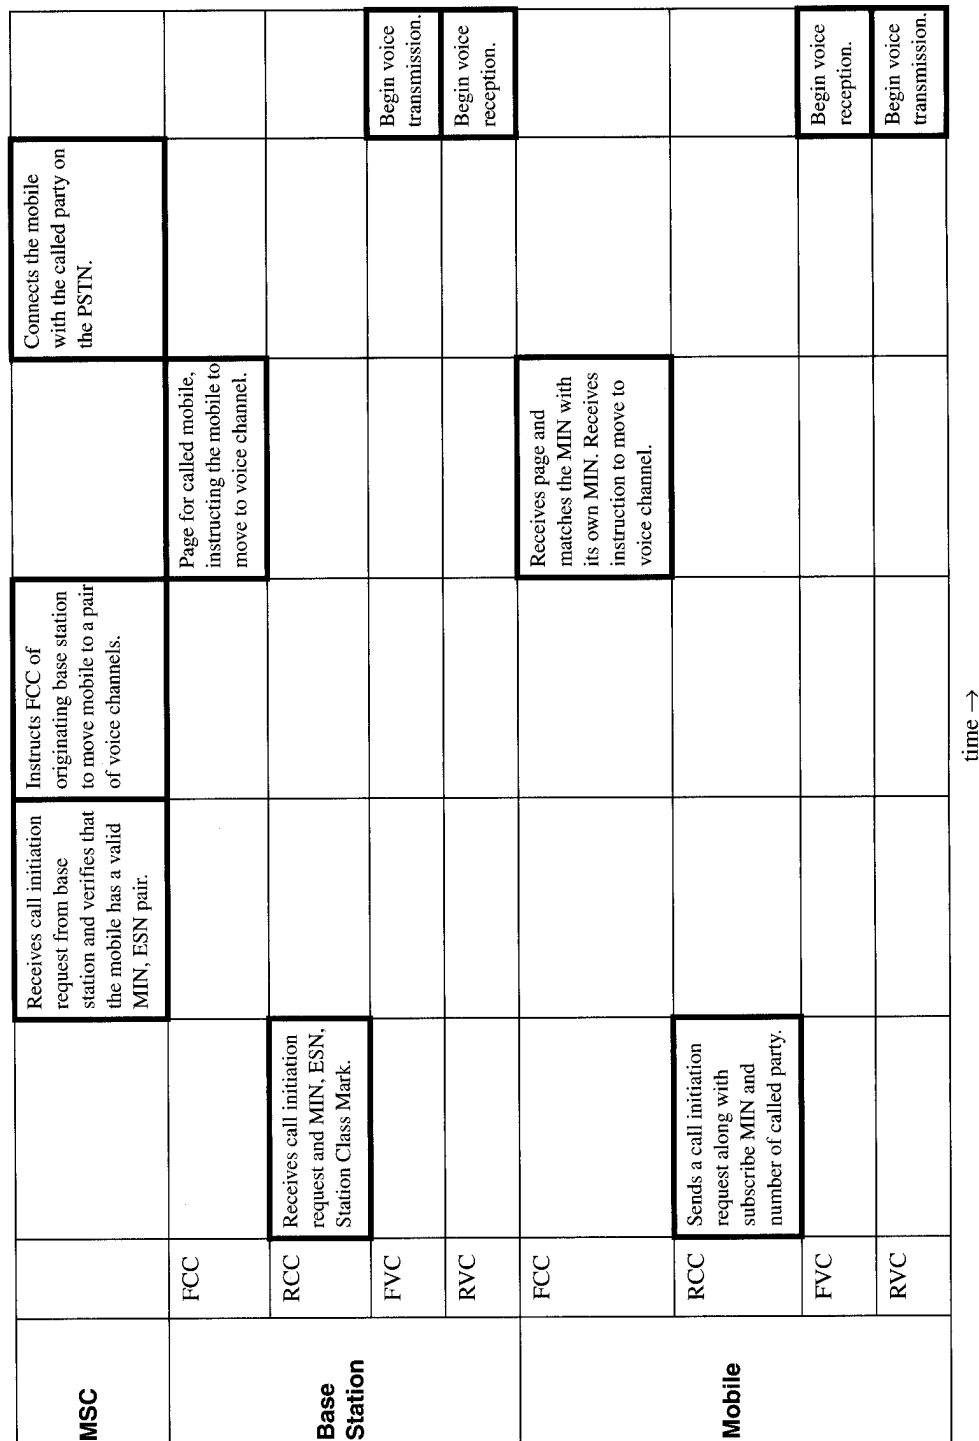 MSC
Receives call initiation
request from base
station and verifies that
the mobile has a valid
MIN, ESN pair.
Instructs FCC of
originating base station
to move mobile to a pair
of voice channels.
Connects the mobile
with the called party on
the PSTN.
Base
Station
FCC
Page for called mobile,
instructing the mobile to
move to voice channel.
RCC
Receives call initiation
request and MIN, ESN,
Station Class Mark.
FVC
Begin voice
transmission.
RVC
Begin voice
reception.
Mobile
FCC
Receives page and
matches the MIN with
its own MIN. Receives
instruction to move to
voice channel.
RCC
Sends a call initiation
request along with
subscribe MIN and
number of called party.
FVC
Begin voice
reception.
RVC
Begin voice
transmission.
time →